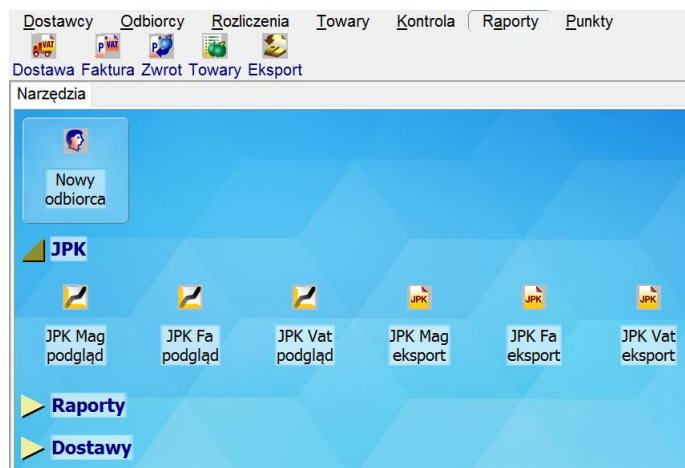 Dostawcy Odbiorcy Rozliczenia Towary Kontrola Raporty Punkty
VAT P VAT P
Dostawa Faktura Zwrot Towary Eksport
Narzędzia
Nowy
odbiorca
JPK
JPK JPK JPK
JPK Mag JPK Fa JPK Vat JPK Mag JPK Fa JPK Vat
podgląd podgląd podgląd eksport eksport eksport
Raporty
Dostawy